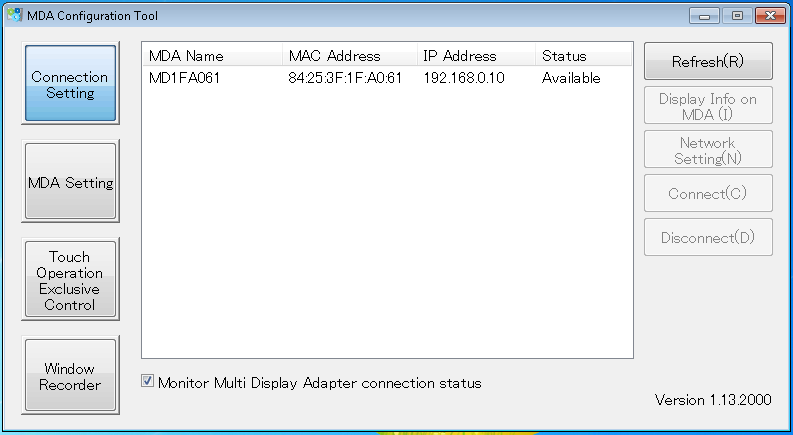 MDA Configuration Tool
Connection
Setting
MDA Setting
Touch
Operation
Exclusive
Control
Window
Recorder
MDA Name MAC Address IP Address Status
MD1FA061 84:25:3F:1F:A0:61 192.168.0.10 Available
Refresh(R)
Display Info on
MDA (I)
Network
Setting(N)
Connect(C)
Disconnect(D)
Monitor Multi Display Adapter connection status
Version 1.13.2000